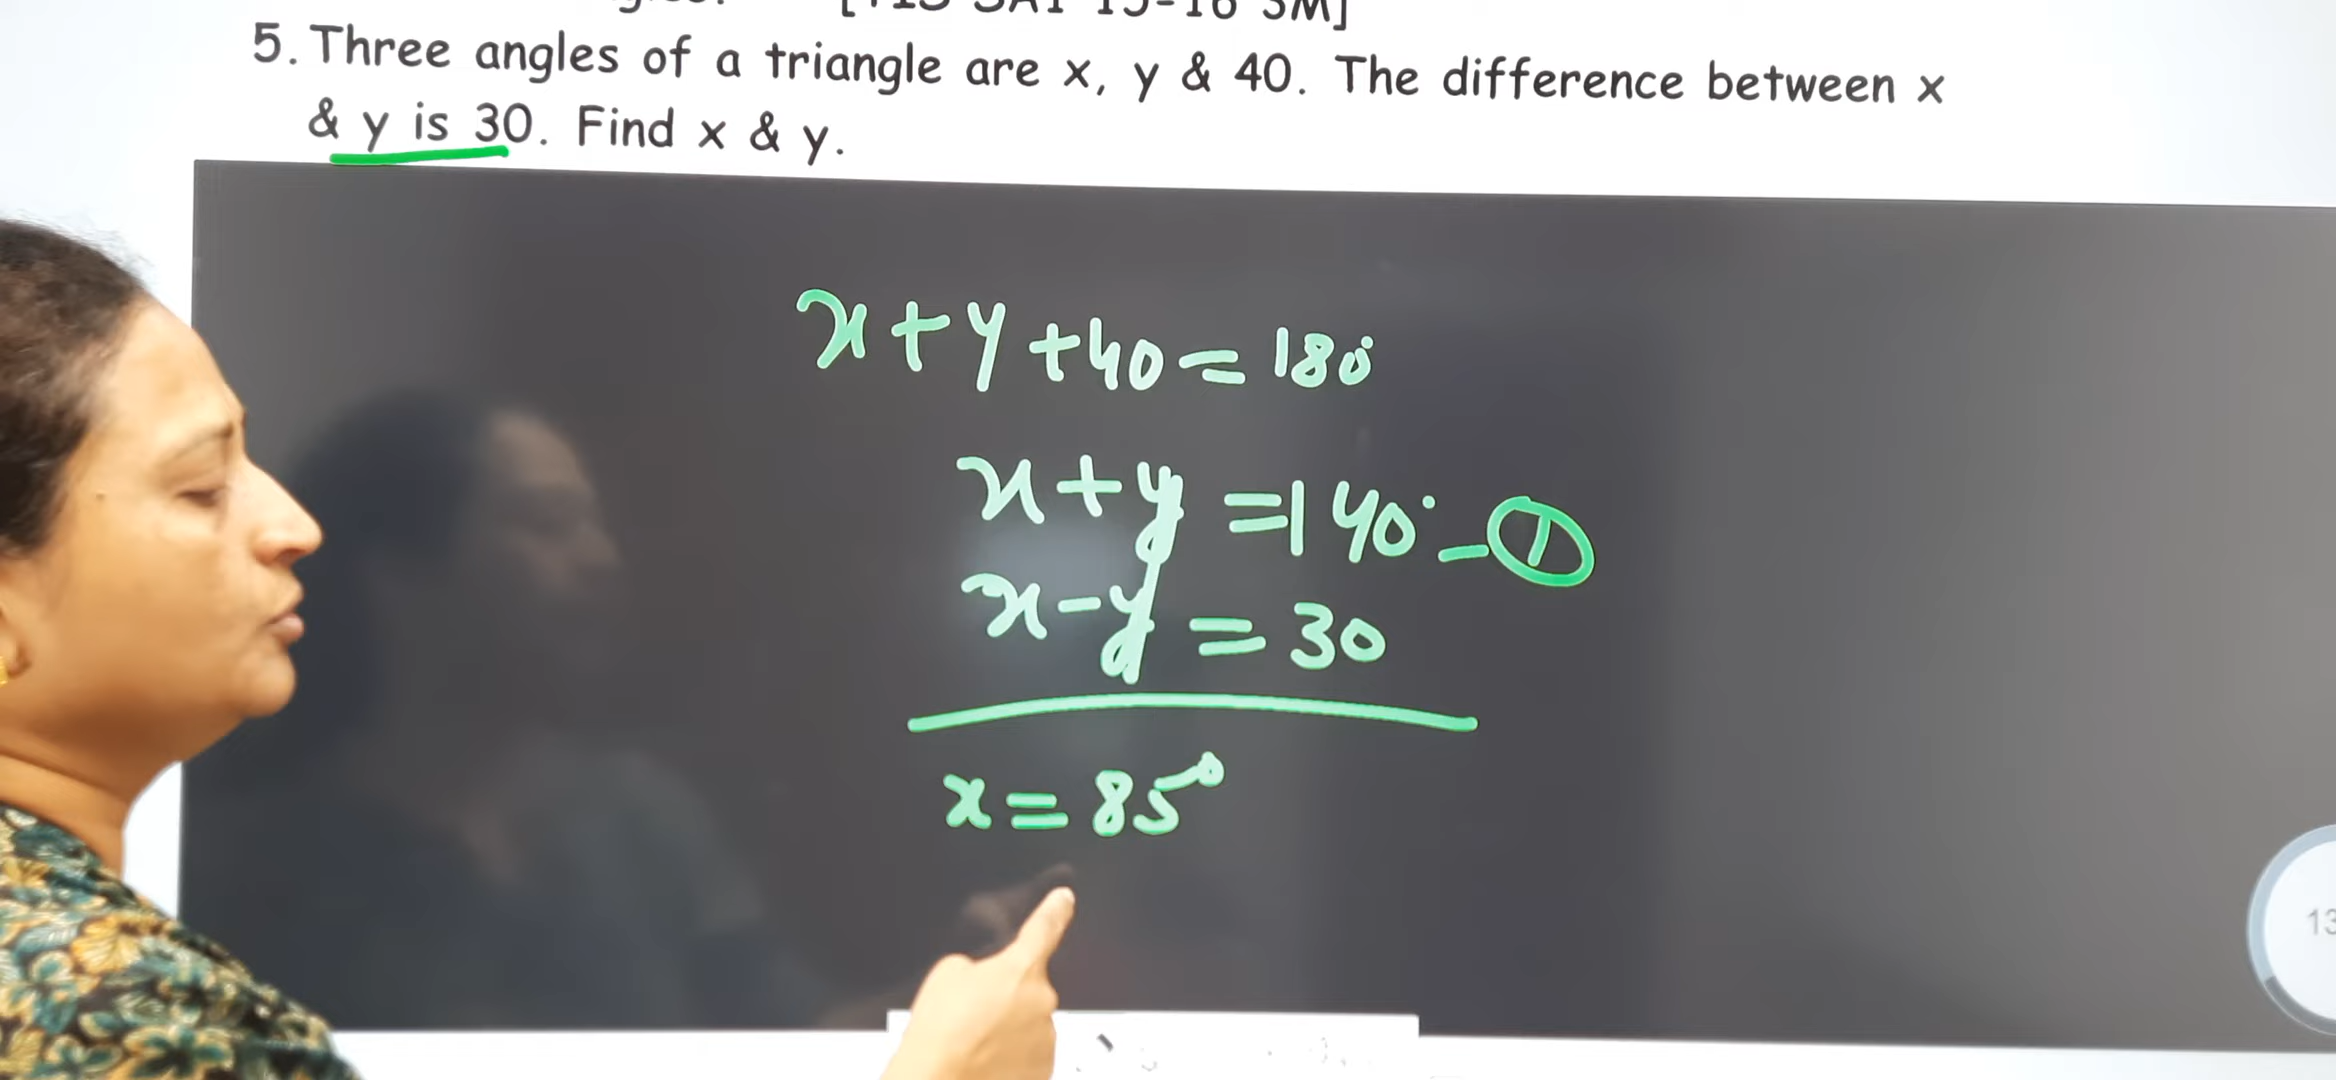 5. Three angles of a triangle are x, y & 40. The difference between x
& y is 30. Find x & y.
x+y+40=180°
x+y=140°-①
x-y=30
x=85°
13